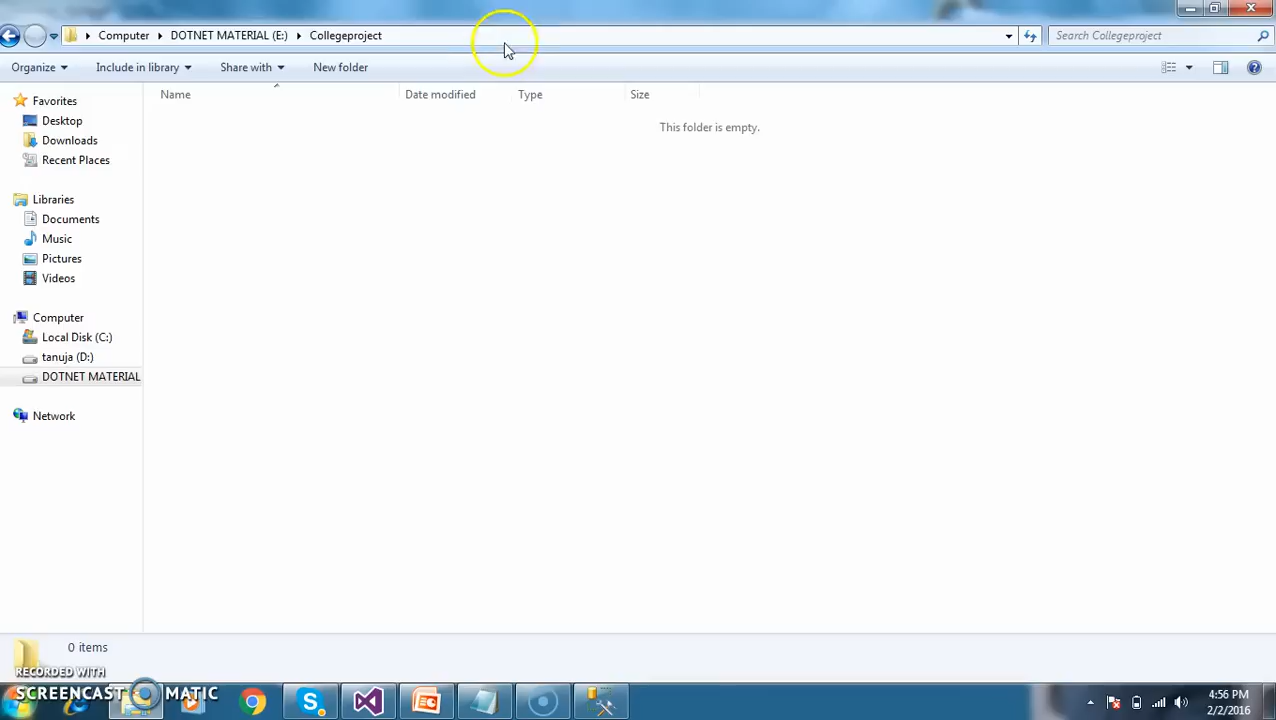 Computer DOTNET MATERIAL (E:) Collegeproject Search Collegeproject
Organize Include in library Share with New folder
Name Date modified Type Size
This folder is empty.
Favorites
Desktop
Downloads
Recent Places
Libraries
Documents
Music
Pictures
Videos
Computer
Local Disk (C:)
tanuja (D:)
DOTNET MATERIAL
Network
0 items
RECORDED WITH
SCREENCAST MATIC
4:56 PM
2/2/2016